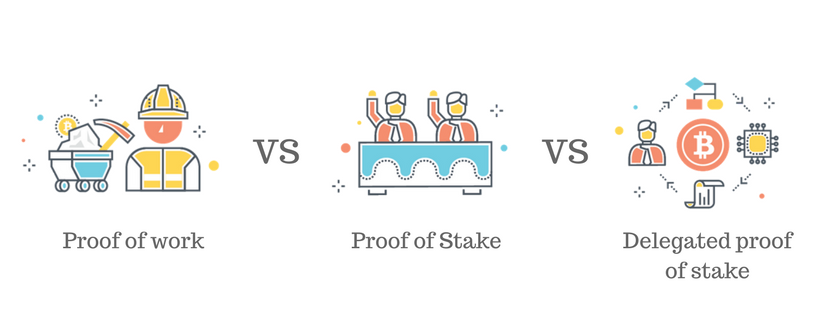 Proof of work
VS
Proof of Stake
VS
Delegated proof
of stake